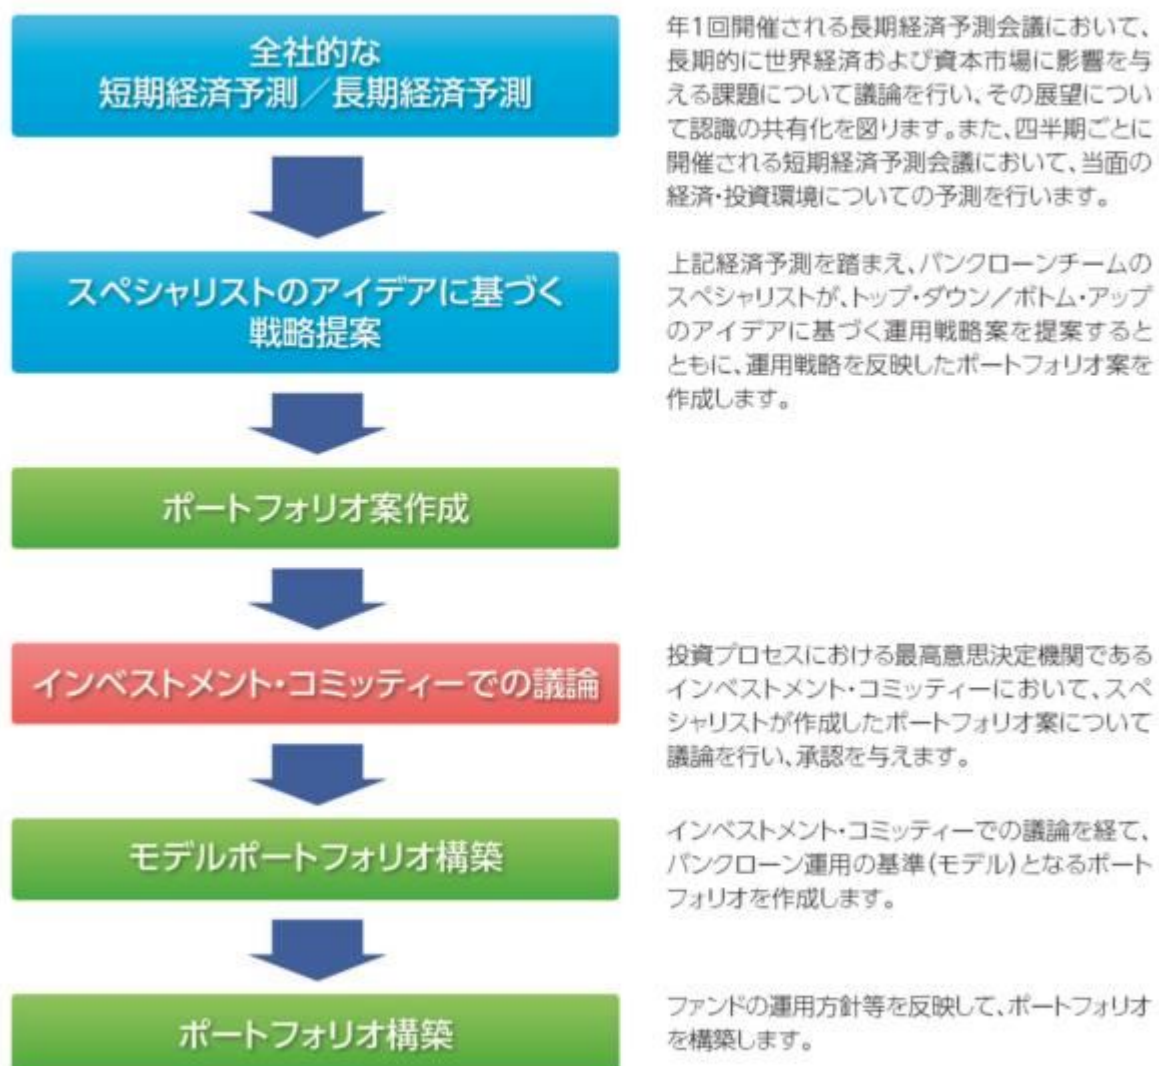 全社的な
短期経済予測／長期経済予測
年1回開催される長期経済予測会議において、
長期的に世界経済および資本市場に影響を与
える課題について議論を行い、その展望につい
て認識の共有化を図ります。また、四半期ごとに
開催される短期経済予測会議において、当面の
経済・投資環境についての予測を行います。
スペシャリストのアイデアに基づく
戦略提案
上記経済予測を踏まえ、バンクローンチームの
スペシャリストが、トップ・ダウン／ボトム・アップ
のアイデアに基づく運用戦略案を提案すると
ともに、運用戦略を反映したポートフォリオ案を
作成します。
ポートフォリオ案作成
インベストメント・コミッティーでの議論
投資プロセスにおける最高意思決定機関である
インベストメント・コミッティーにおいて、スペ
シャリストが作成したポートフォリオ案について
議論を行い、承認を与えます。
モデルポートフォリオ構築
インベストメント・コミッティーでの議論を経て、
バンクローン運用の基準(モデル)となるポート
フォリオを作成します。
ポートフォリオ構築
ファンドの運用方針等を反映して、ポートフォリオ
を構築します。